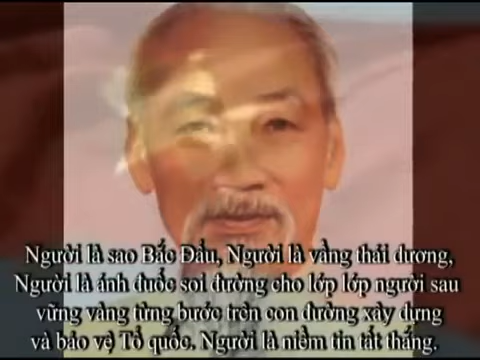 Người là sao Bắc Đẩu, Người là vầng thái dương,
Người là ánh đuốc soi đường cho lớp lớp người sau
vững vàng từng bước trên con đường xây dựng
và bảo vệ Tổ quốc. Người là niềm tin tất thắng.